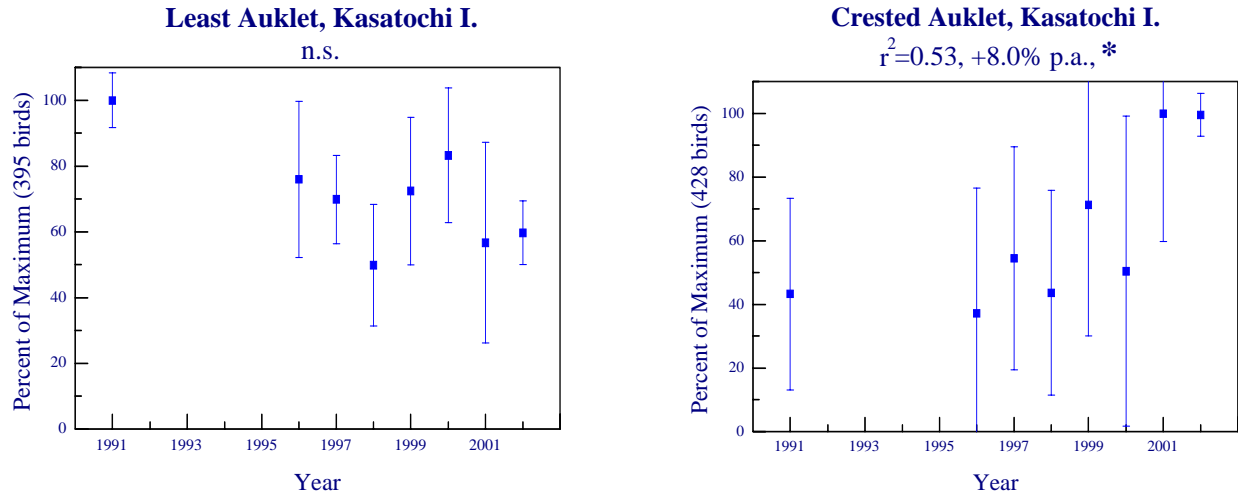 Least Auklet, Kasatochi I.
n.s.
Percent of Maximum (395 birds)
100
80
60
40
20
0
1991 1993 1995 1997 1999 2001
Year
Crested Auklet, Kasatochi I.
r²=0.53, +8.0% p.a., *
Percent of Maximum (428 birds)
100
80
60
40
20
0
1991 1993 1995 1997 1999 2001
Year